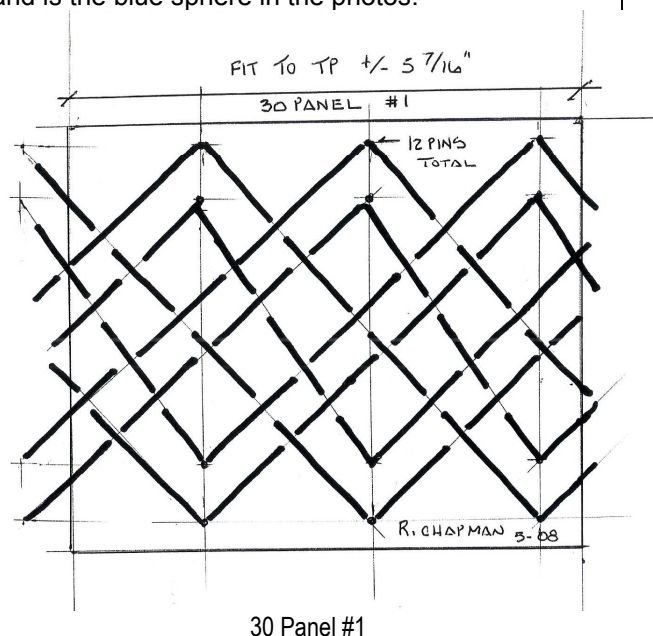 and is the blue sphere in the photos.
FIT TO TP +/- 5 7/16"
30 PANEL #1
12 PINS
TOTAL
R. CHAPMAN 5-08
30 Panel #1